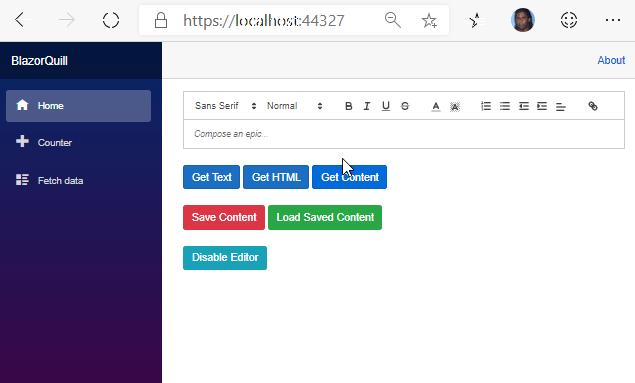 https://localhost:44327
BlazorQuill
About
Home
Counter
Fetch data
Sans Serif Normal B I U S A A
Compose an epic...
Get Text Get HTML Get Content
Save Content Load Saved Content
Disable Editor